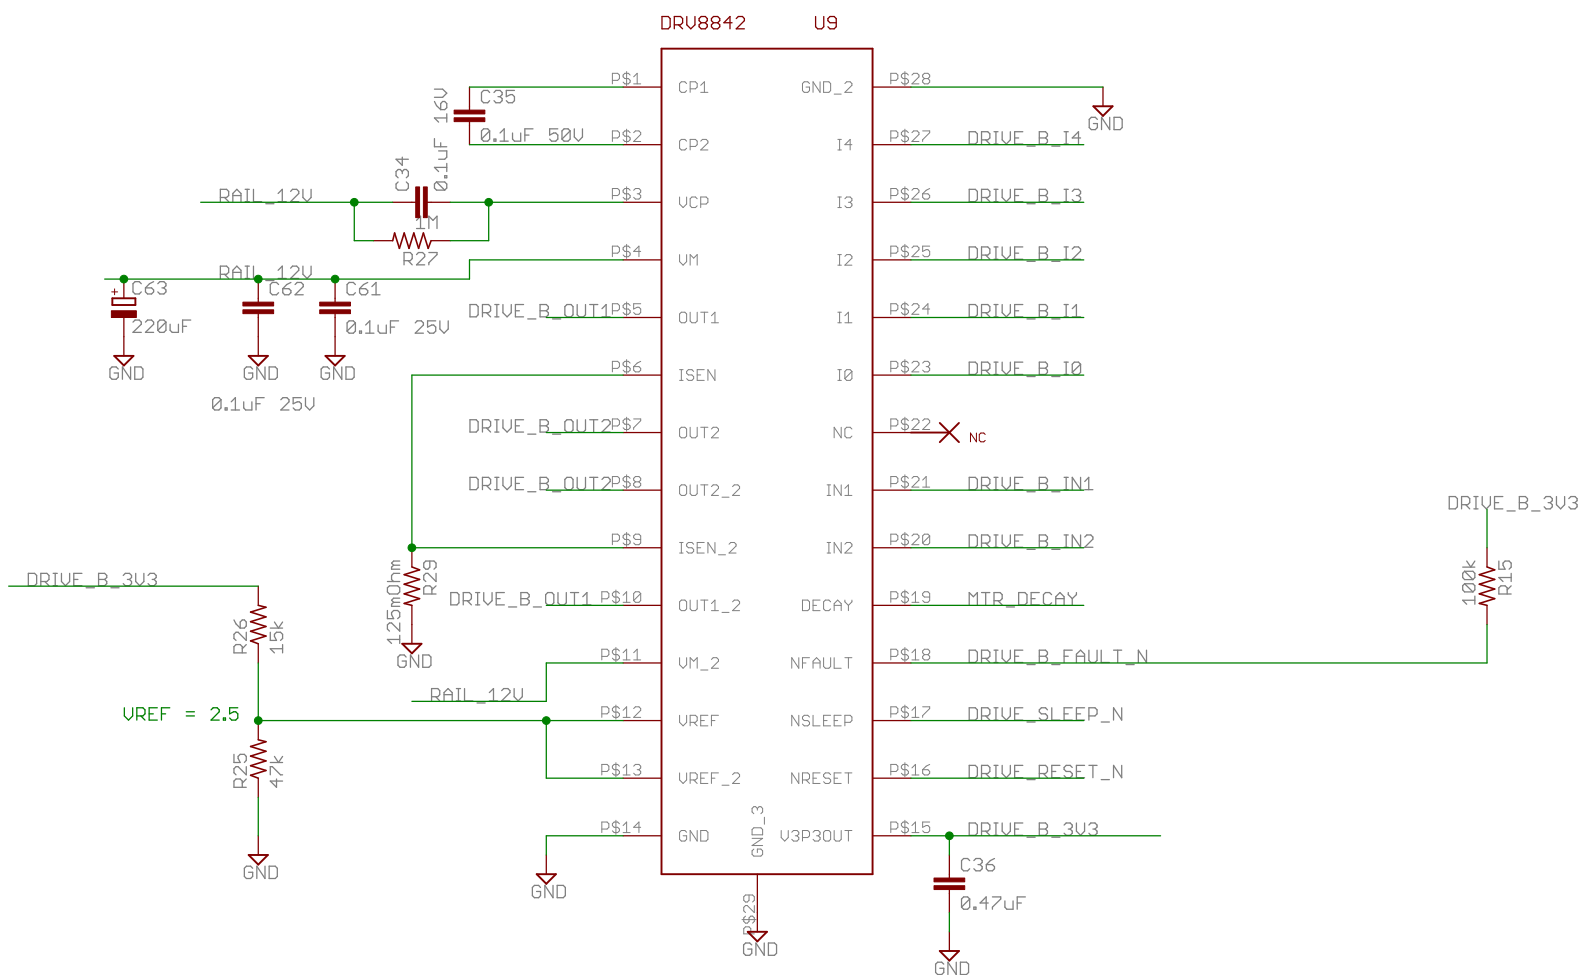 DRV8842 U9
P$1 CP1 GND_2 P$28
C35
0.1uF 50V
GND
P$2 CP2 I4 P$27 DRIVE_B_I4
C34
0.1uF 16V
RAIL_12V
P$3 VCP I3 P$26 DRIVE_B_I3
1M
R27
P$4 VM I2 P$25 DRIVE_B_I2
RAIL_12V
C63
220uF
C62
C61
0.1uF 25V
GND
GND
GND
0.1uF 25V
DRIVE_B_OUT1 P$5 OUT1 I1 P$24 DRIVE_B_I1
P$6 ISEN I0 P$23 DRIVE_B_I0
DRIVE_B_OUT2 P$7 OUT2 NC P$22 NC
DRIVE_B_OUT2 P$8 OUT2_2 IN1 P$21 DRIVE_B_IN1
DRIVE_B_3V3
P$9 ISEN_2 IN2 P$20 DRIVE_B_IN2
125mOhm
R29
GND
100k
R15
DRIVE_B_3V3
R26
15k
DRIVE_B_OUT1 P$10 OUT1_2 DECAY P$19 MTR_DECAY
P$11 VM_2 NFAULT P$18 DRIVE_B_FAULT_N
RAIL_12V
VREF = 2.5
P$12 VREF NSLEEP P$17 DRIVE_SLEEP_N
R25
47k
P$13 VREF_2 NRESET P$16 DRIVE_RESET_N
P$14 GND GND_3 V3P3OUT P$15 DRIVE_B_3V3
GND
GND
C36
0.47uF
P$29
GND
GND